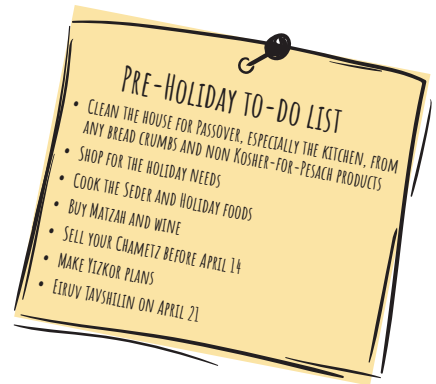 Pre-Holiday to-do list
• Clean the house for Passover, especially the kitchen, from
any bread crumbs and non Kosher-for-Pesach products
• Shop for the holiday needs
• Cook the Seder and Holiday foods
• Buy Matzah and wine
• Sell your Chametz before April 14
• Make Yizkor plans
• Eiruv Tavshilin on April 21